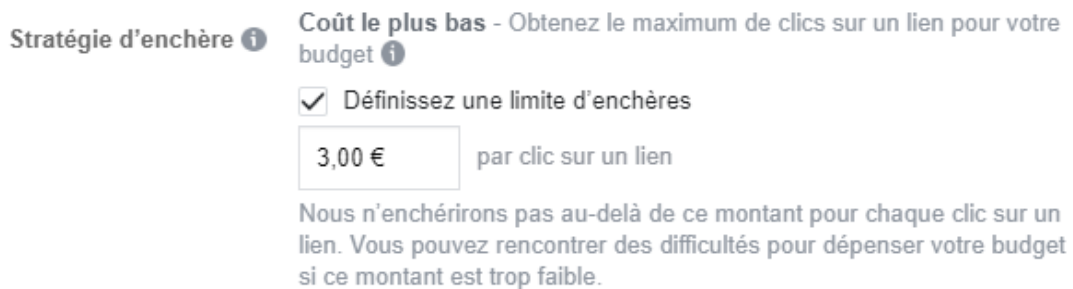 Stratégie d'enchère
Coût le plus bas - Obtenez le maximum de clics sur un lien pour votre
budget
Définissez une limite d'enchères
3,00 € par clic sur un lien
Nous n'enchérirons pas au-delà de ce montant pour chaque clic sur un
lien. Vous pouvez rencontrer des difficultés pour dépenser votre budget
si ce montant est trop faible.